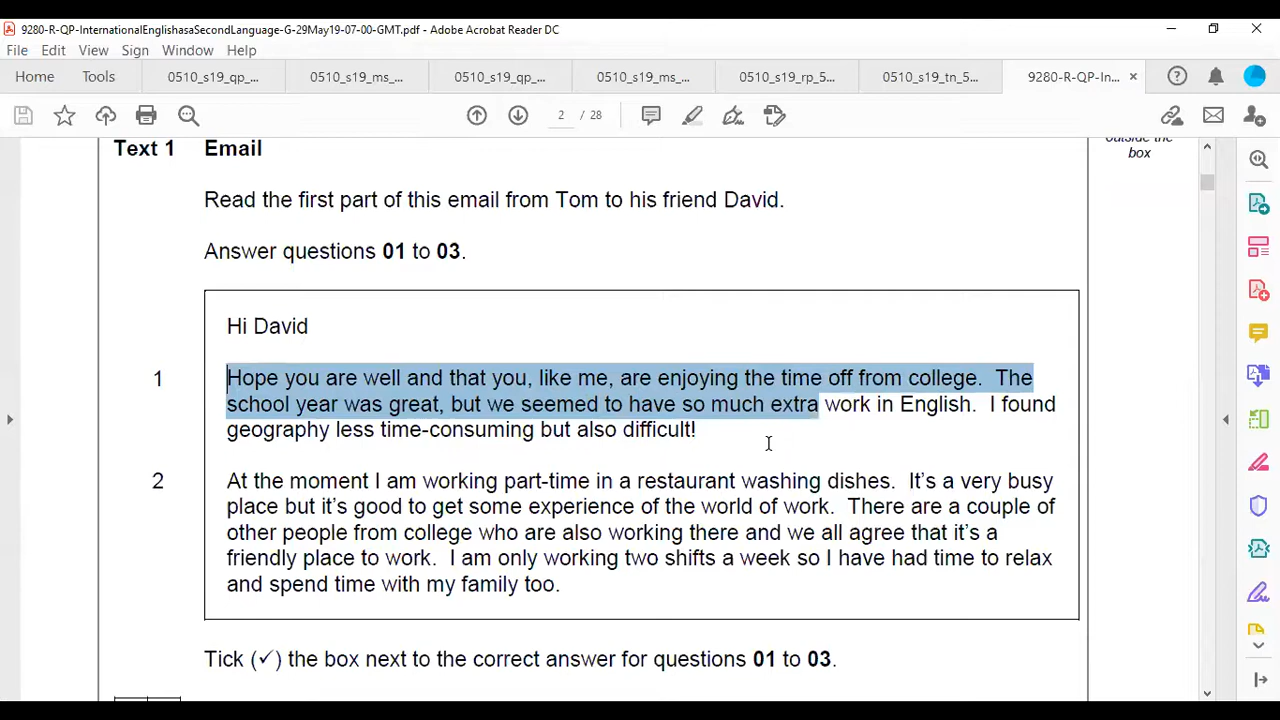 9280-R-QP-InternationalEnglishasaSecondLanguage-G-29May19-07-00-GMT.pdf - Adobe Acrobat Reader DC
File Edit View Sign Window Help
Home Tools 0510_s19_qp_... 0510_s19_ms_... 0510_s19_qp_... 0510_s19_ms_... 0510_s19_rp_5... 0510_s19_tn_5... 9280-R-QP-In...
2 / 28
outside the
box
Text 1 Email
Read the first part of this email from Tom to his friend David.
Answer questions 01 to 03.
Hi David
1 Hope you are well and that you, like me, are enjoying the time off from college. The
school year was great, but we seemed to have so much extra work in English. I found
geography less time-consuming but also difficult!
2 At the moment I am working part-time in a restaurant washing dishes. It's a very busy
place but it's good to get some experience of the world of work. There are a couple of
other people from college who are also working there and we all agree that it's a
friendly place to work. I am only working two shifts a week so I have had time to relax
and spend time with my family too.
Tick (✓) the box next to the correct answer for questions 01 to 03.